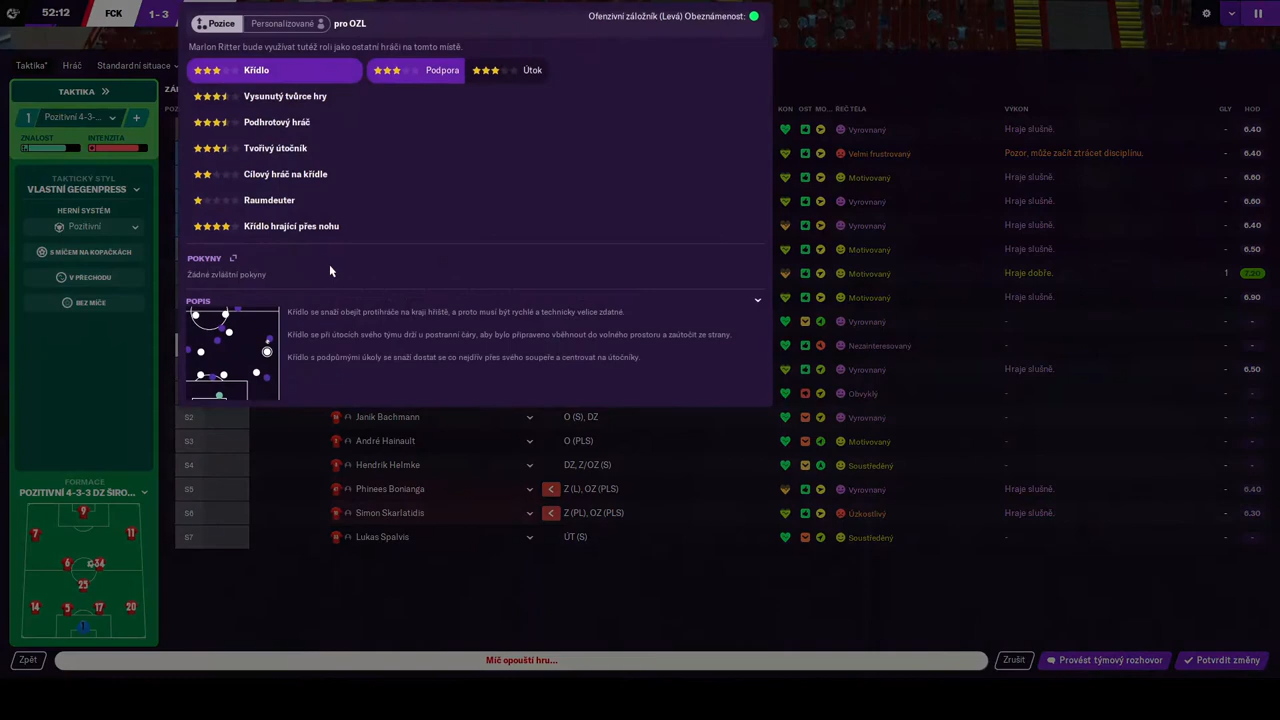 52:12 FCK 1 - 3
Pozice Personalizované pro OZL
Ofenzivní záložník (Levá) Obeznámenost:
Marlon Ritter bude využívat tutéž roli jako ostatní hráči na tomto místě.
Křídlo Podpora Útok
Vysunutý tvůrce hry
Podhrotový hráč
Tvořivý útočník
Cílový hráč na křídle
Raumdeuter
Křídlo hrající přes nohu
POKYNY
Žádné zvláštní pokyny
POPIS
Křídlo se snaží obejít protihráče na kraji hřiště, a proto musí být rychlé a technicky velice zdatné.
Křídlo se při útocích svého týmu drží u postranní čáry, aby bylo připraveno vběhnout do volného prostoru a zaútočit ze strany.
Křídlo s podpůrnými úkoly se snaží dostat se co nejdřív přes svého soupeře a centrovat na útočníky.
Taktika* Hráč Standardní situace
TAKTIKA
1 Pozitivní 4-3-...
ZNALOST INTENZITA
TAKTICKÝ STYL
VLASTNÍ GEGENPRESS
HERNÍ SYSTÉM
Pozitivní
S MÍČEM NA KOPAČKÁCH
V PŘECHODU
BEZ MÍČE
FORMACE
POZITIVNÍ 4-3-3 DZ ŠIRO...
9
7 11
6 34
25
14 5 17 20
KON OST MO... ŘEČ TĚLA VÝKON GLY HOD
Vyrovnaný Hraje slušně. - 6.40
Velmi frustrovaný Pozor, může začít ztrácet disciplínu. - 6.40
Motivovaný Hraje slušně. - 6.60
Vyrovnaný Hraje slušně. - 6.60
Vyrovnaný Hraje slušně. - 6.40
Motivovaný Hraje slušně. - 6.50
Motivovaný Hraje dobře. 1 7.20
Motivovaný Hraje slušně. - 6.90
Vyrovnaný - - -
Nezainteresovaný - - -
Vyrovnaný Hraje slušně. - 6.50
Obvyklý - - -
S2 Janik Bachmann O (S), DZ Vyrovnaný - - -
S3 André Hainault O (PLS) Motivovaný - - -
S4 Hendrik Helmke DZ, Z/OZ (S) Soustředěný - - -
S5 Phinees Bonianga Z (L), OZ (PLS) Vyrovnaný Hraje slušně. - 6.40
S6 Simon Skarlatidis Z (PL), OZ (PLS) Úzkostlivý Hraje slušně. - 6.30
S7 Lukas Spalvis ÚT (S) Soustředěný - - -
Zpět Míč opouští hru... Zrušit Provést týmový rozhovor Potvrdit změny